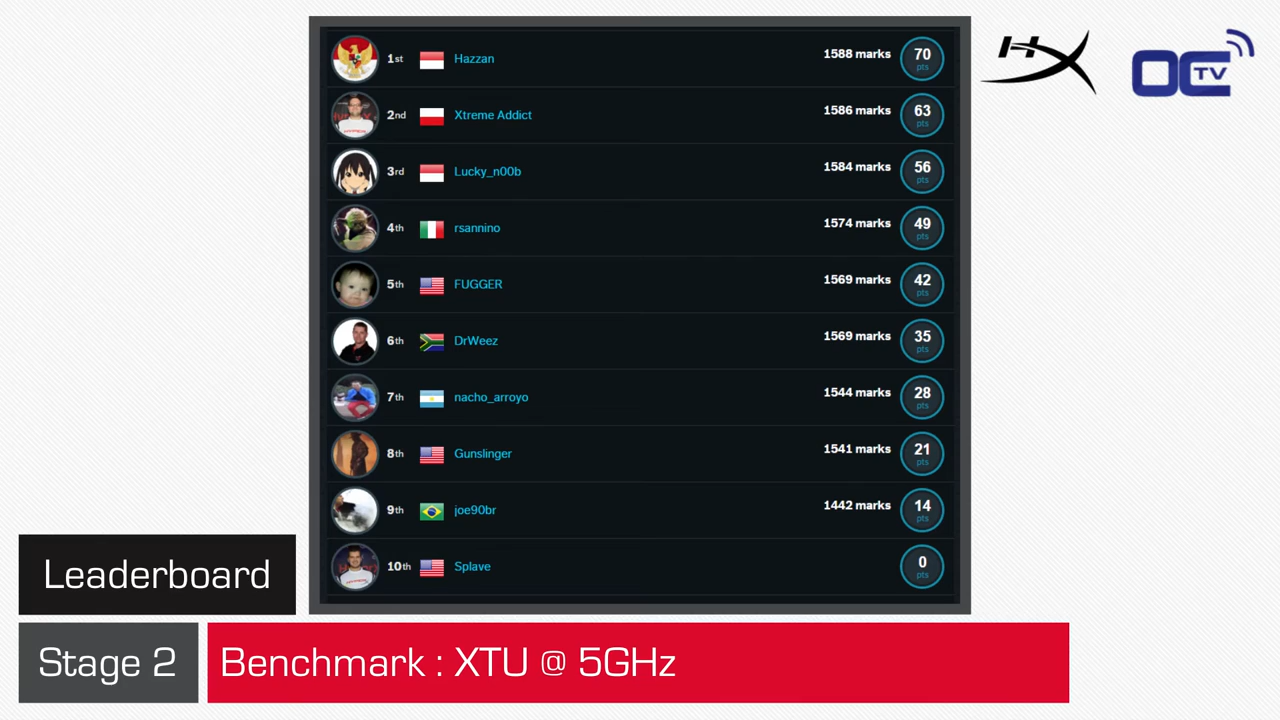 1st Hazzan 1588 marks 70 pts
2nd Xtreme Addict 1586 marks 63 pts
3rd Lucky_n00b 1584 marks 56 pts
4th rsannino 1574 marks 49 pts
5th FUGGER 1569 marks 42 pts
6th DrWeez 1569 marks 35 pts
7th nacho_arroyo 1544 marks 28 pts
8th Gunslinger 1541 marks 21 pts
9th joe90br 1442 marks 14 pts
10th Splave 0 pts
HX
OC TV
Leaderboard
Stage 2
Benchmark : XTU @ 5GHz